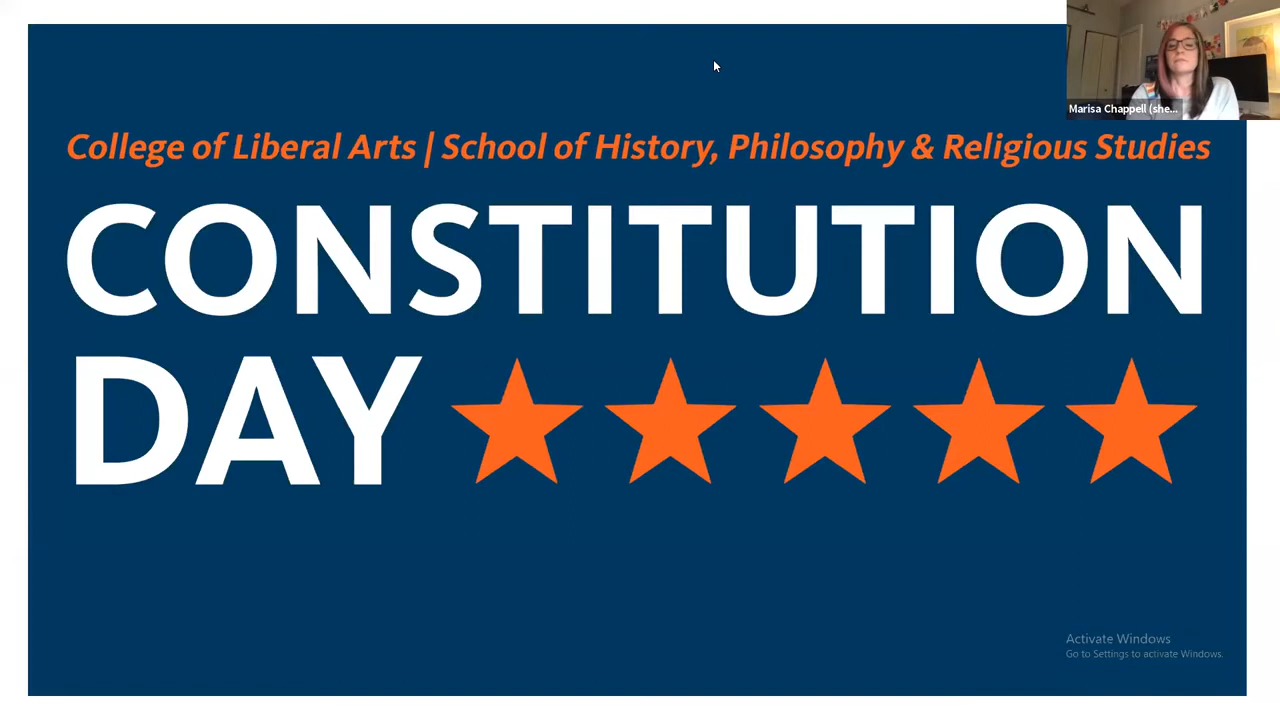 Marisa Chappell (she...
College of Liberal Arts | School of History, Philosophy & Religious Studies
CONSTITUTION
DAY
Activate Windows
Go to Settings to activate Windows.